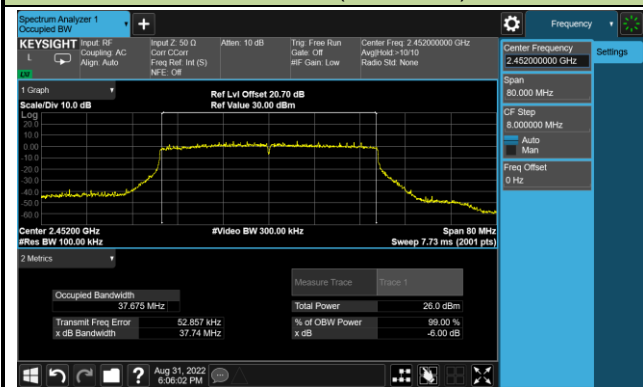 Spectrum Analyzer 1
Occupied BW
Frequency
KEYSIGHT
Input: RF
Coupling: AC
Align: Auto
Input Z: 50 Ω
Corr CCorr
Freq Ref: Int (S)
NFE: Off
Atten: 10 dB
Trig: Free Run
Gate: Off
#IF Gain: Low
Center Freq: 2.452000000 GHz
Avg|Hold:>10/10
Radio Std: None
L
Center Frequency
2.452000000 GHz
Settings
Span
80.000 MHz
CF Step
8.000000 MHz
Auto
Man
Freq Offset
0 Hz
1 Graph
Scale/Div 10.0 dB
Ref Lvl Offset 20.70 dB
Ref Value 30.00 dBm
Log
20.0
10.0
0.00
-10.0
-20.0
-30.0
-40.0
-50.0
-60.0
Center 2.45200 GHz
#Res BW 100.00 kHz
#Video BW 300.00 kHz
Span 80 MHz
Sweep 7.73 ms (2001 pts)
2 Metrics
Measure Trace
Trace 1
Occupied Bandwidth
37.675 MHz
Total Power
26.0 dBm
Transmit Freq Error
52.857 kHz
% of OBW Power
99.00 %
x dB Bandwidth
37.74 MHz
x dB
-6.00 dB
Aug 31, 2022
6:06:02 PM